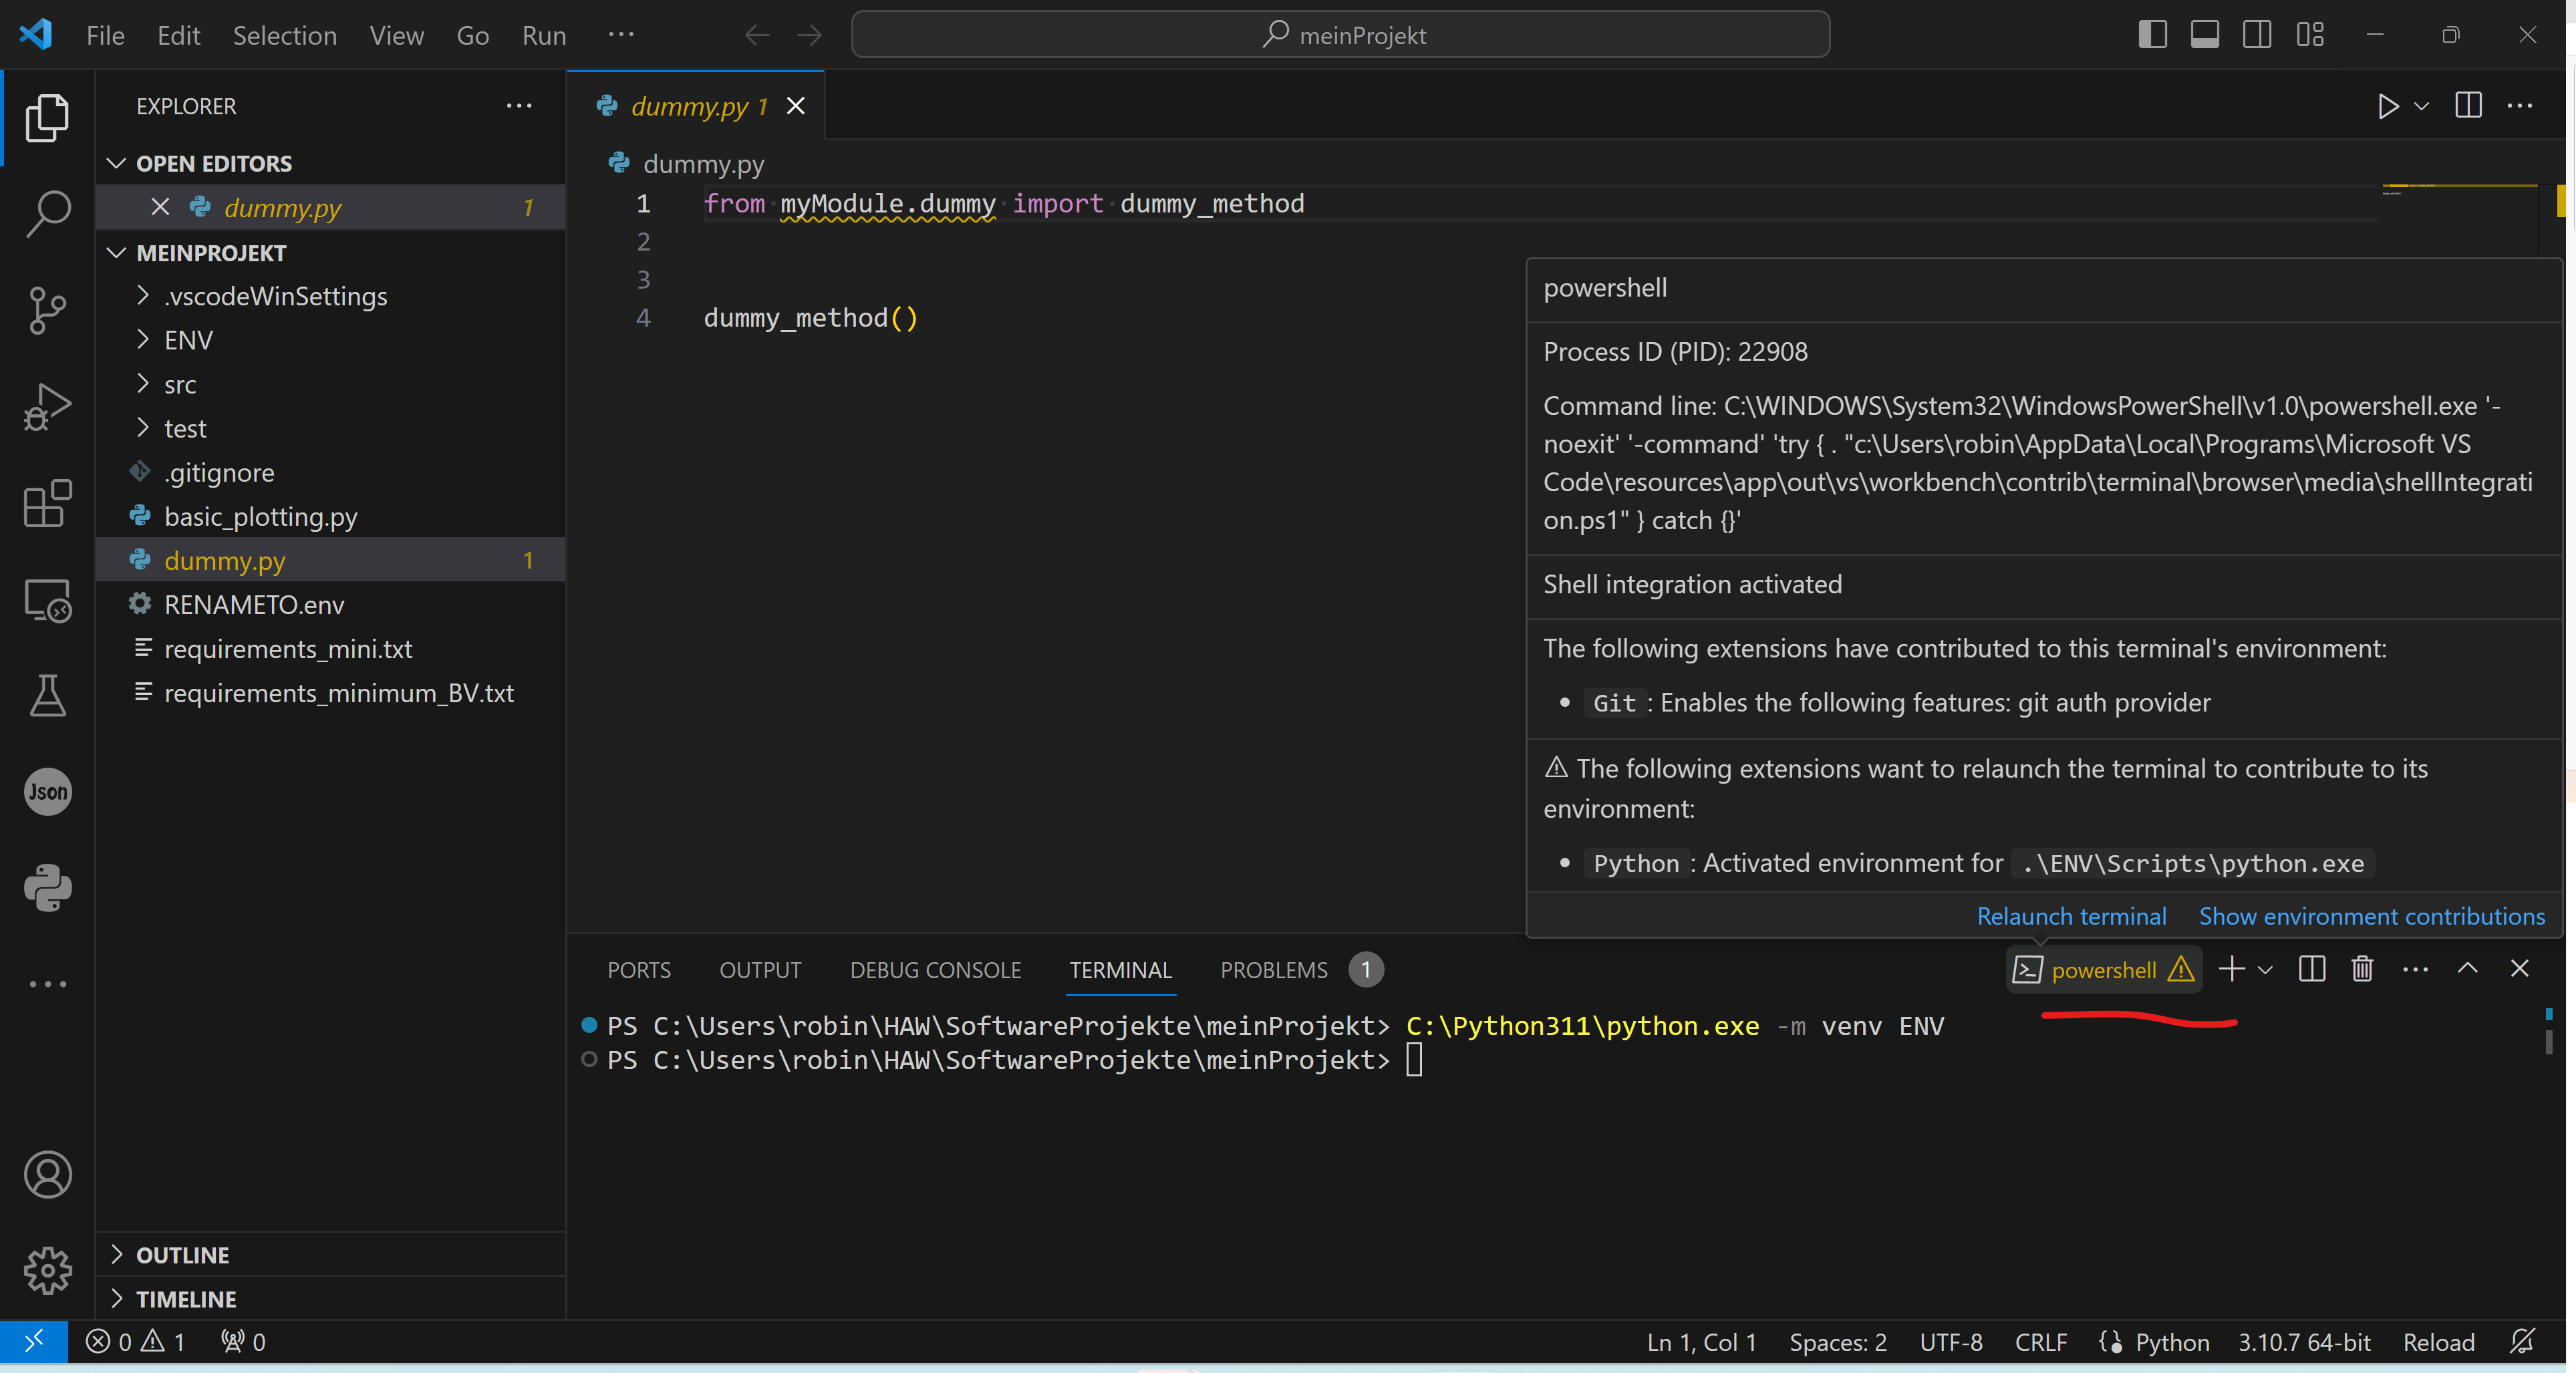 File Edit Selection View Go Run ···
meinProjekt
EXPLORER
OPEN EDITORS
dummy.py 1
MEINPROJEKT
.vscodeWinSettings
ENV
src
test
.gitignore
basic_plotting.py
dummy.py 1
RENAMETO.env
requirements_mini.txt
requirements_minimum_BV.txt
OUTLINE
TIMELINE
Json
dummy.py 1
dummy.py
1 from myModule.dummy import dummy_method
2
3
4 dummy_method()
powershell
Process ID (PID): 22908
Command line: C:\WINDOWS\System32\WindowsPowerShell\v1.0\powershell.exe '-
noexit' '-command' 'try { . "c:\Users\robin\AppData\Local\Programs\Microsoft VS
Code\resources\app\out\vs\workbench\contrib\terminal\browser\media\shellIntegrati
on.ps1" } catch {}'
Shell integration activated
The following extensions have contributed to this terminal's environment:
• Git: Enables the following features: git auth provider
The following extensions want to relaunch the terminal to contribute to its
environment:
• Python: Activated environment for .\ENV\Scripts\python.exe
Relaunch terminal Show environment contributions
PORTS OUTPUT DEBUG CONSOLE TERMINAL PROBLEMS 1
powershell
PS C:\Users\robin\HAW\SoftwareProjekte\meinProjekt> C:\Python311\python.exe -m venv ENV
PS C:\Users\robin\HAW\SoftwareProjekte\meinProjekt>
0 1 0
Ln 1, Col 1 Spaces: 2 UTF-8 CRLF Python 3.10.7 64-bit Reload